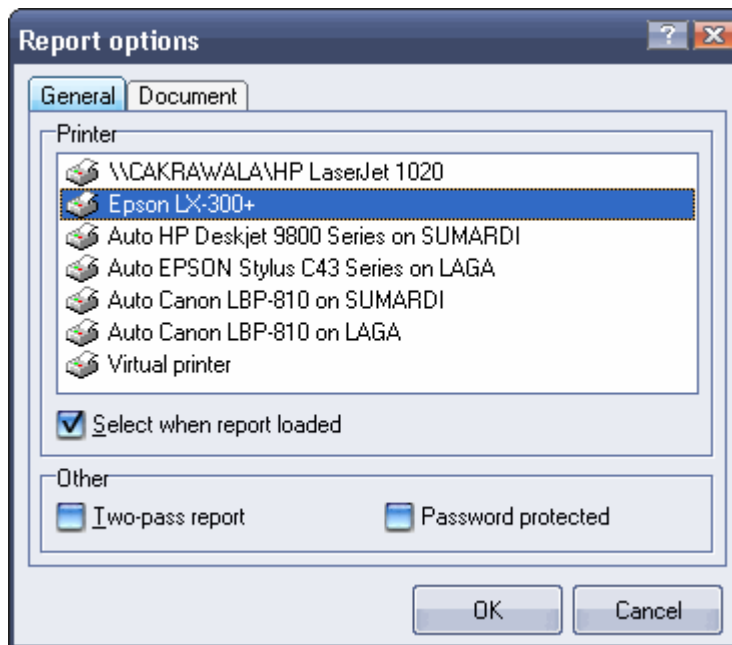 Report options
General Document
Printer
\\CAKRAWALA\HP LaserJet 1020
Epson LX-300+
Auto HP Deskjet 9800 Series on SUMARDI
Auto EPSON Stylus C43 Series on LAGA
Auto Canon LBP-810 on SUMARDI
Auto Canon LBP-810 on LAGA
Virtual printer
Select when report loaded
Other
Two-pass report Password protected
OK Cancel